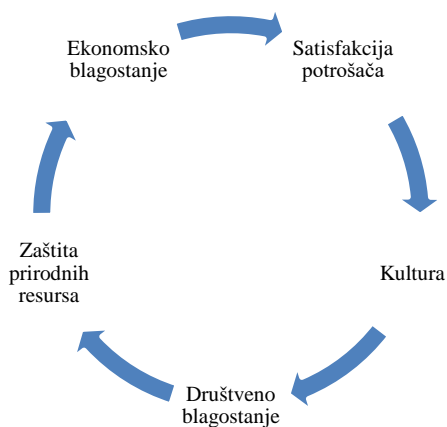 Ekonomsko
blagostanje
Satisfakcija
potrošača
Kultura
Društveno
blagostanje
Zaštita
prirodnih
resursa